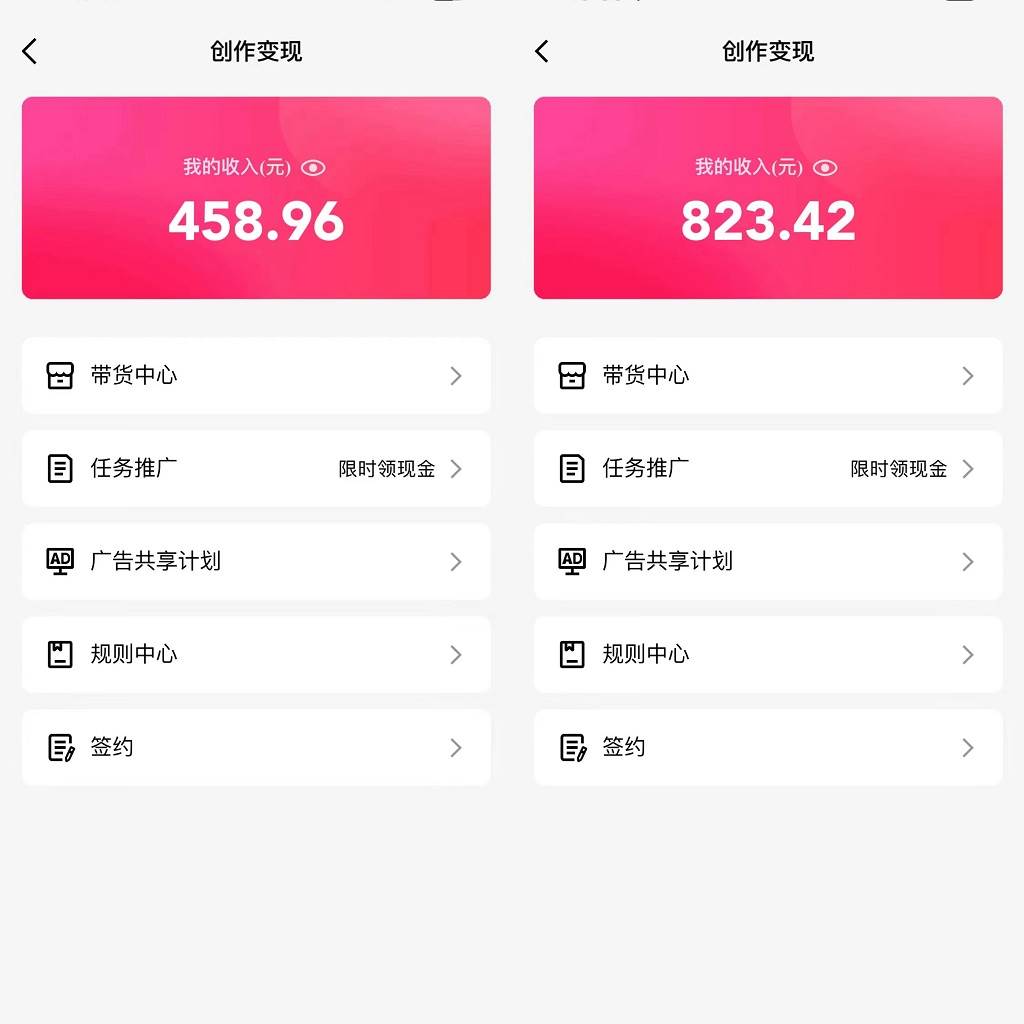 创作变现
我的收入(元)
458.96
带货中心
任务推广 限时领现金
AD 广告共享计划
规则中心
签约
创作变现
我的收入(元)
823.42
带货中心
任务推广 限时领现金
AD 广告共享计划
规则中心
签约